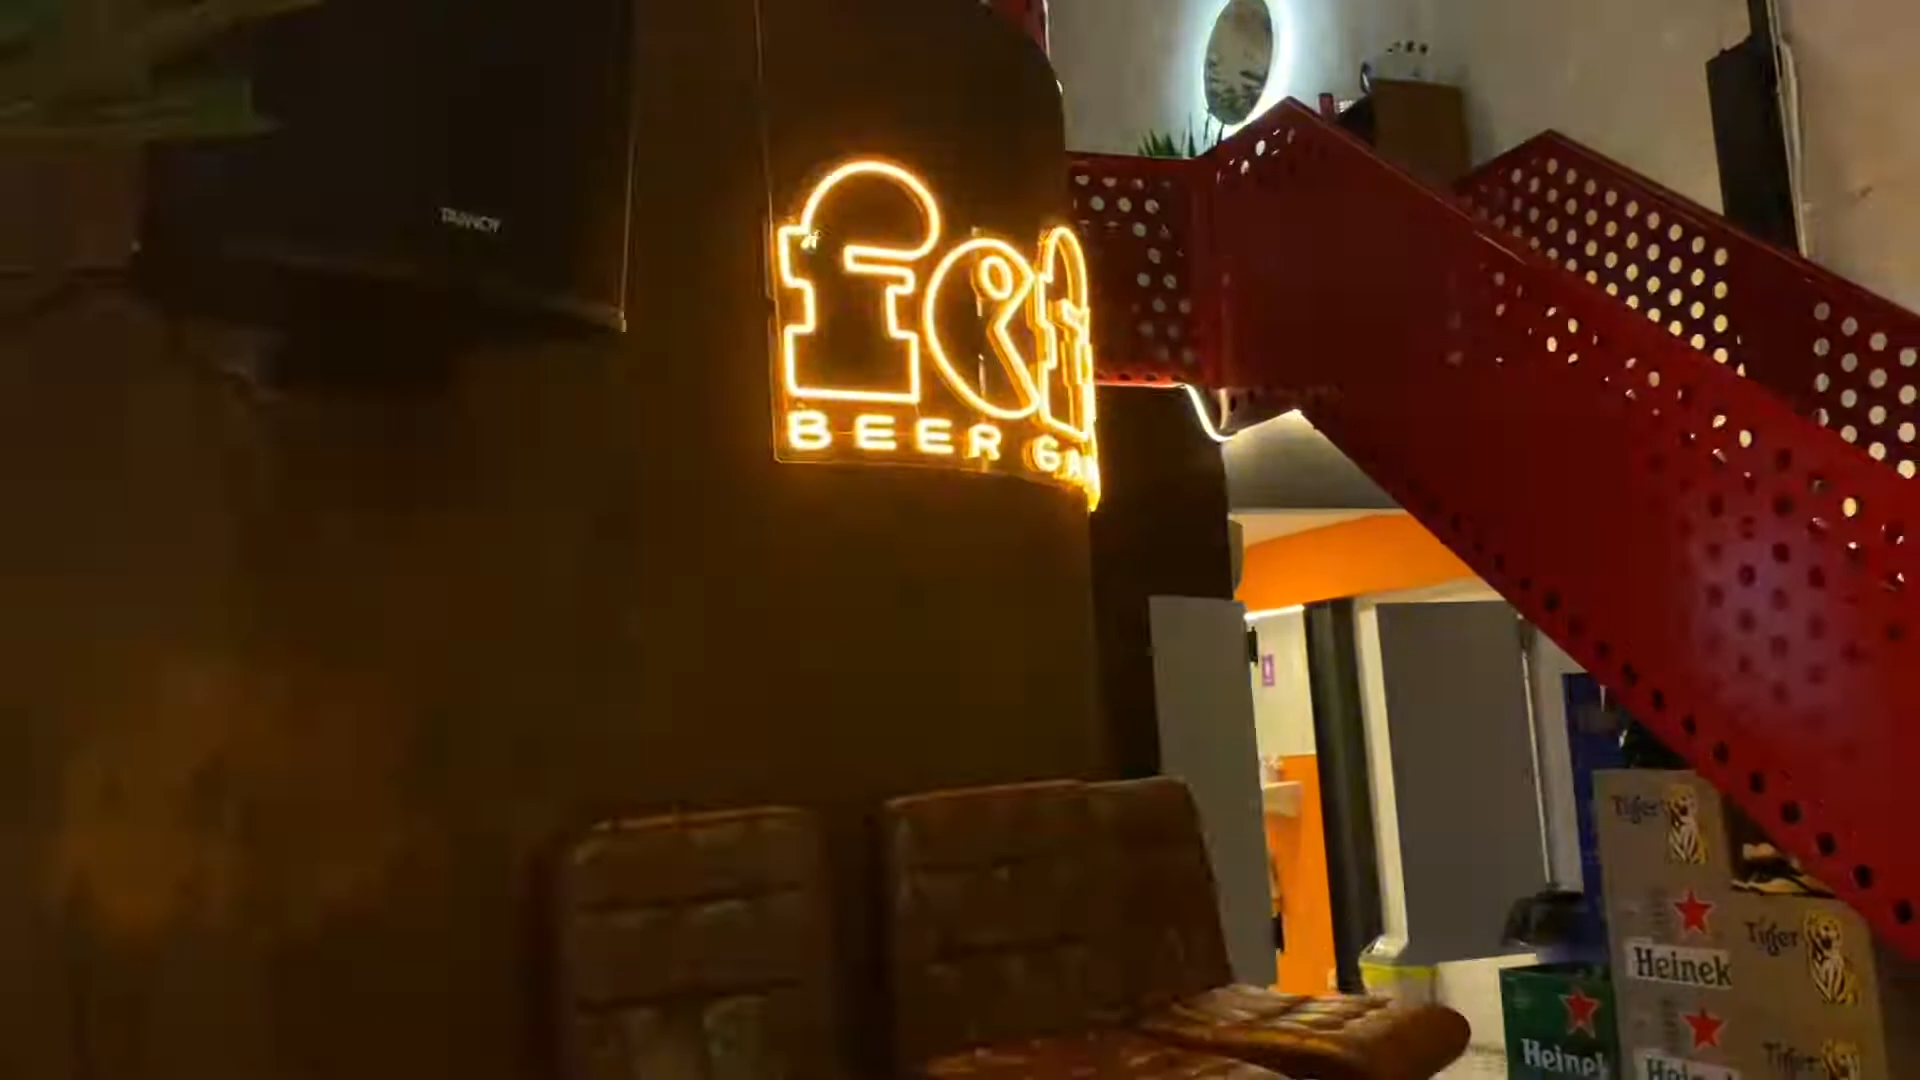 TANNOY
BEER GA
Tiger
Heinek
Tiger
Heinek
Tiger